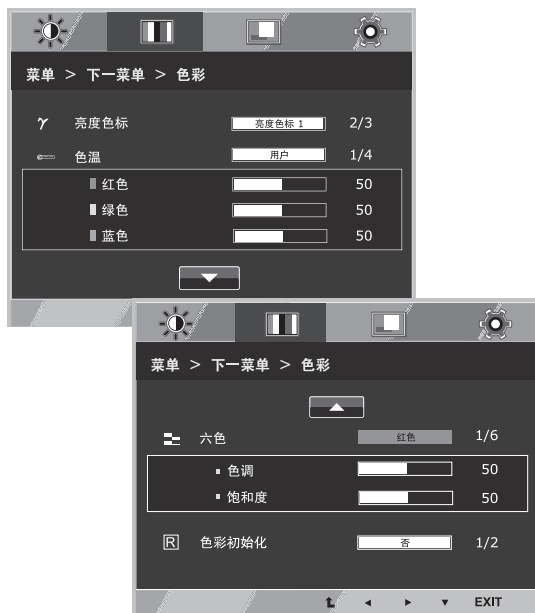 菜单 > 下一菜单 > 色彩
γ 亮度色标 亮度色标 1 2/3
色温 用户 1/4
红色 50
绿色 50
蓝色 50
菜单 > 下一菜单 > 色彩
六色 红色 1/6
色调 50
饱和度 50
R 色彩初始化 否 1/2
EXIT